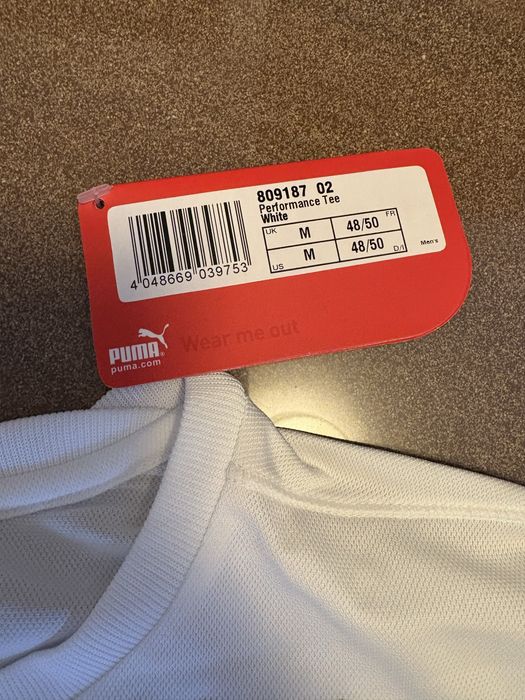 809187 02
Performance Tee
White
4 048669 039753
UK M 48/50 FR
US M 48/50 D/I
Men's
PUMA
puma.com
Wear me out